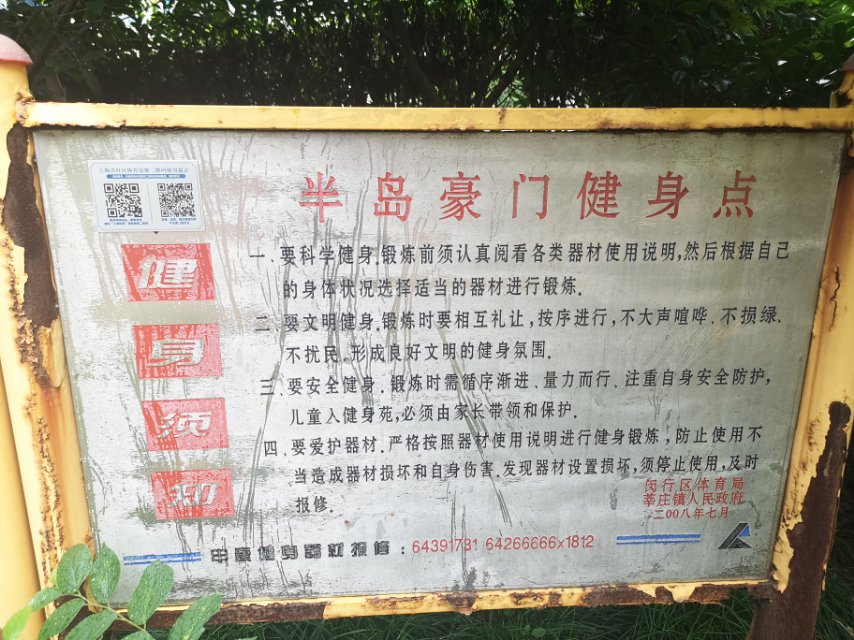 半岛豪门健身点
健
身
须
知
一、要科学健身.锻炼前须认真阅看各类器材使用说明,然后根据自己
的身体状况选择适当的器材进行锻炼.
二、要文明健身.锻炼时要相互礼让,按序进行,不大声喧哗、不损绿、
不扰民.形成良好文明的健身氛围.
三、要安全健身.锻炼时需循序渐进、量力而行、注重自身安全防护,
儿童入健身苑,必须由家长带领和保护.
四、要爱护器材.严格按照器材使用说明进行健身锻炼,防止使用不
当造成器材损坏和自身伤害.发现器材设置损坏,须停止使用,及时
报修.
闵行区体育局
莘庄镇人民政府
二00八年七月
健身器材报修:64391731 64266666x1812